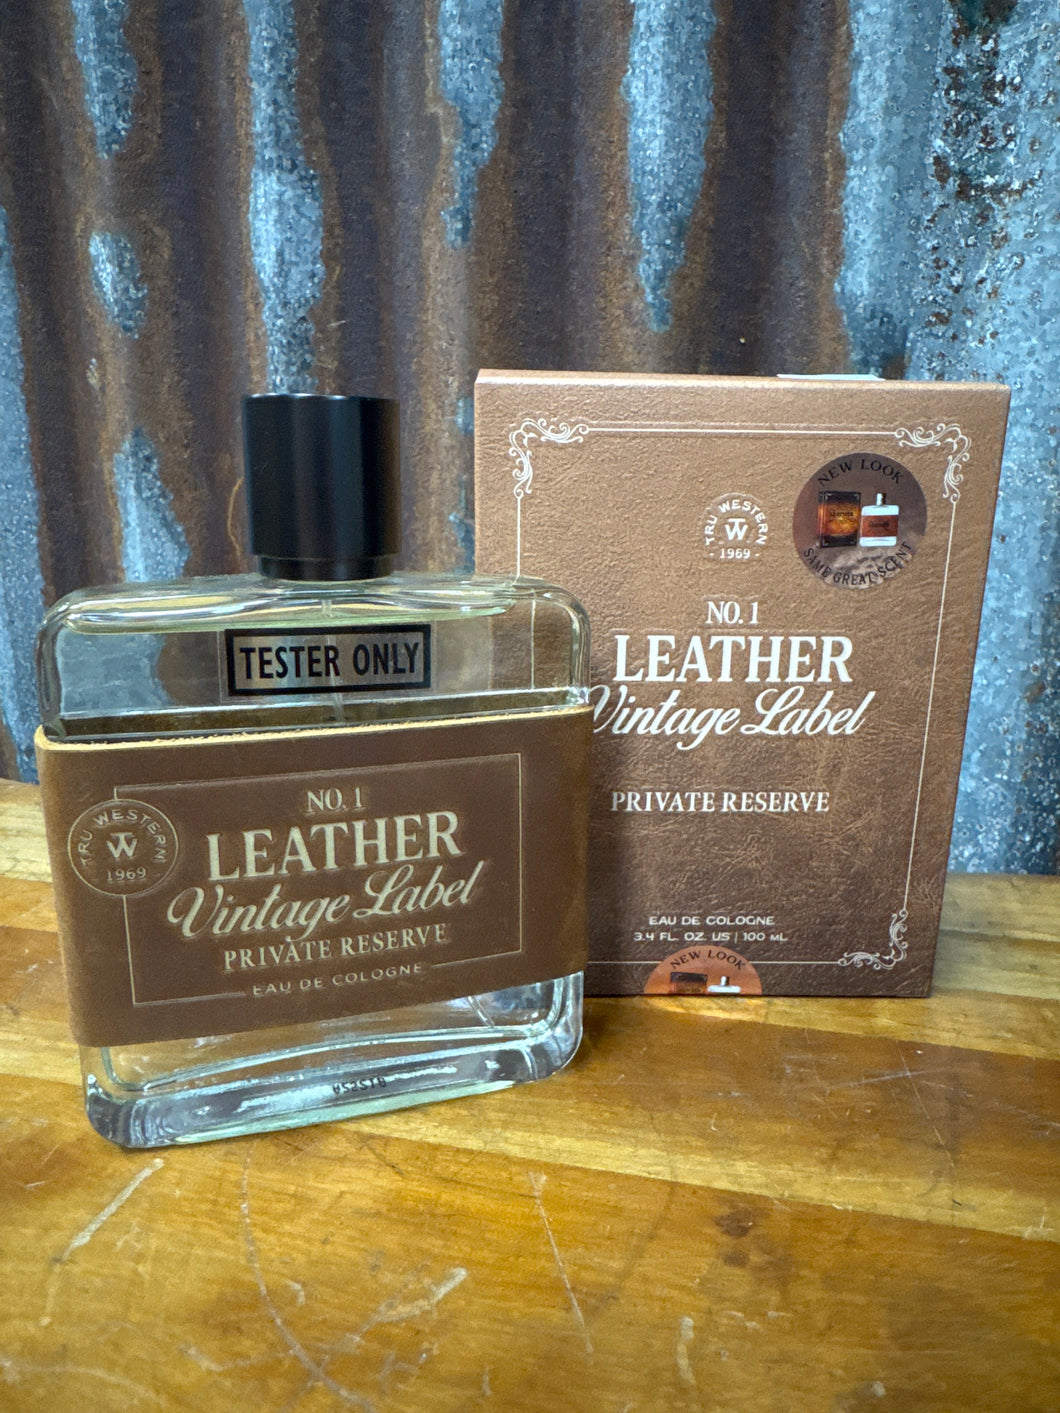 TESTER ONLY
NO. 1
LEATHER
Vintage Label
PRIVATE RESERVE
EAU DE COLOGNE
TRU WESTERN
TW
1969
NEW LOOK
SAME GREAT SCENT
TRU WESTERN
TW
1969
NO. 1
LEATHER
Vintage Label
PRIVATE RESERVE
EAU DE COLOGNE
3.4 FL. OZ US | 100 ML
NEW LOOK